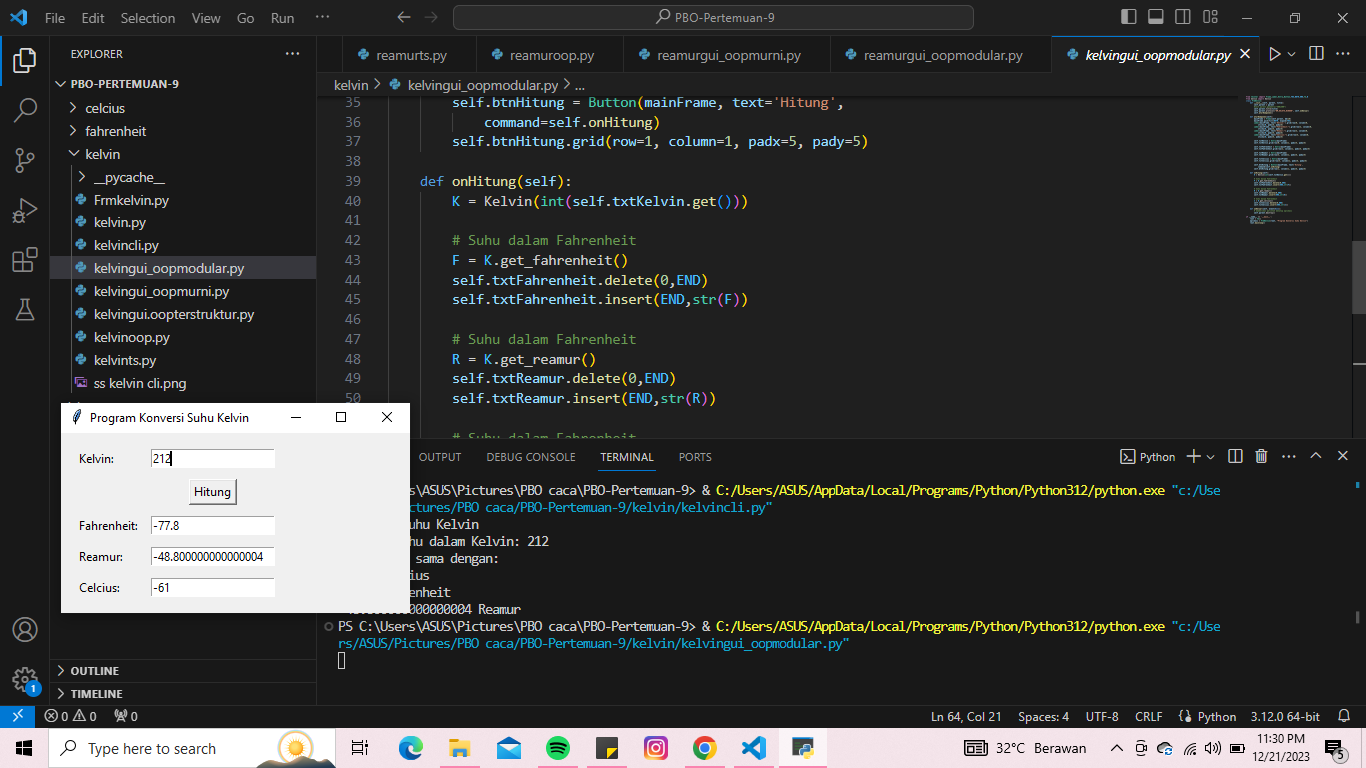 File Edit Selection View Go Run ···
PBO-Pertemuan-9
EXPLORER
PBO-PERTEMUAN-9
celcius
fahrenheit
kelvin
__pycache__
Frmkelvin.py
kelvin.py
kelvincli.py
kelvingui_oopmodular.py
kelvingui_oopmurni.py
kelvingui.oopterstruktur.py
kelvinoop.py
kelvints.py
ss kelvin cli.png
OUTLINE
TIMELINE
reamurts.py reamuroop.py reamurgui_oopmurni.py reamurgui_oopmodular.py kelvingui_oopmodular.py
kelvin > kelvingui_oopmodular.py > ...
35 self.btnHitung = Button(mainFrame, text='Hitung',
36 command=self.onHitung)
37 self.btnHitung.grid(row=1, column=1, padx=5, pady=5)
38
39 def onHitung(self):
40 K = Kelvin(int(self.txtKelvin.get()))
41
42 # Suhu dalam Fahrenheit
43 F = K.get_fahrenheit()
44 self.txtFahrenheit.delete(0,END)
45 self.txtFahrenheit.insert(END,str(F))
46
47 # Suhu dalam Fahrenheit
48 R = K.get_reamur()
49 self.txtReamur.delete(0,END)
50 self.txtReamur.insert(END,str(R))
# Suhu dalam Fahrenheit
Program Konversi Suhu Kelvin
Kelvin: 212
Hitung
Fahrenheit: -77.8
Reamur: -48.800000000000004
Celcius: -61
OUTPUT DEBUG CONSOLE TERMINAL PORTS
Python
s\ASUS\Pictures\PBO caca\PBO-Pertemuan-9> & C:/Users/ASUS/AppData/Local/Programs/Python/Python312/python.exe "c:/Use
ctures/PBO caca/PBO-Pertemuan-9/kelvin/kelvincli.py"
uhu Kelvin
hu dalam Kelvin: 212
sama dengan:
ius
enheit
000000000004 Reamur
PS C:\Users\ASUS\Pictures\PBO caca\PBO-Pertemuan-9> & C:/Users/ASUS/AppData/Local/Programs/Python/Python312/python.exe "c:/Use
rs/ASUS/Pictures/PBO caca/PBO-Pertemuan-9/kelvin/kelvingui_oopmodular.py"
1
0 0 0
Ln 64, Col 21 Spaces: 4 UTF-8 CRLF Python 3.12.0 64-bit
Type here to search
32°C Berawan
11:30 PM
12/21/2023
5